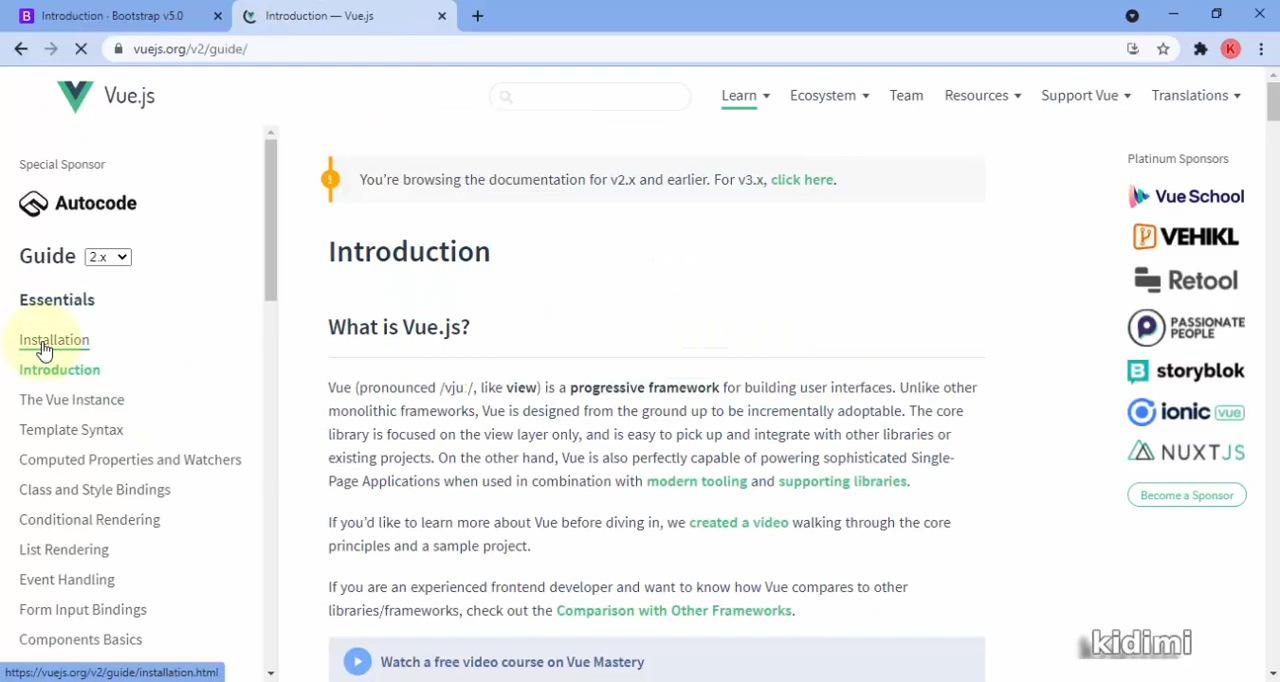 Introduction · Bootstrap v5.0
Introduction — Vue.js
vuejs.org/v2/guide/
K
Vue.js
Learn
Ecosystem
Team
Resources
Support Vue
Translations
Special Sponsor
Autocode
Guide
2.x
Essentials
Installation
Introduction
The Vue Instance
Template Syntax
Computed Properties and Watchers
Class and Style Bindings
Conditional Rendering
List Rendering
Event Handling
Form Input Bindings
Components Basics
https://vuejs.org/v2/guide/installation.html
You're browsing the documentation for v2.x and earlier. For v3.x, click here.
Introduction
What is Vue.js?
Vue (pronounced /vjuː/, like view) is a progressive framework for building user interfaces. Unlike other
monolithic frameworks, Vue is designed from the ground up to be incrementally adoptable. The core
library is focused on the view layer only, and is easy to pick up and integrate with other libraries or
existing projects. On the other hand, Vue is also perfectly capable of powering sophisticated Single-
Page Applications when used in combination with modern tooling and supporting libraries.
If you'd like to learn more about Vue before diving in, we created a video walking through the core
principles and a sample project.
If you are an experienced frontend developer and want to know how Vue compares to other
libraries/frameworks, check out the Comparison with Other Frameworks.
Watch a free video course on Vue Mastery
Platinum Sponsors
Vue School
VEHIKL
Retool
PASSIONATE
PEOPLE
storyblok
ionic vue
NUXTJS
Become a Sponsor
kidimi